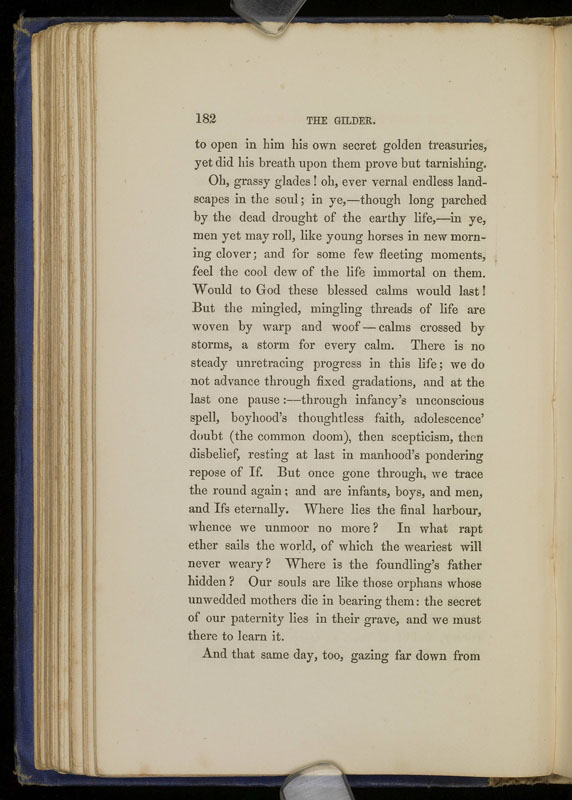 182 THE GILDER.
to open in him his own secret golden treasuries,
yet did his breath upon them prove but tarnishing.
Oh, grassy glades! oh, ever vernal endless land-
scapes in the soul; in ye,—though long parched
by the dead drought of the earthy life,—in ye,
men yet may roll, like young horses in new morn-
ing clover; and for some few fleeting moments,
feel the cool dew of the life immortal on them.
Would to God these blessed calms would last!
But the mingled, mingling threads of life are
woven by warp and woof—calms crossed by
storms, a storm for every calm. There is no
steady unretracing progress in this life; we do
not advance through fixed gradations, and at the
last one pause:—through infancy's unconscious
spell, boyhood's thoughtless faith, adolescence'
doubt (the common doom), then scepticism, then
disbelief, resting at last in manhood's pondering
repose of If. But once gone through, we trace
the round again; and are infants, boys, and men,
and Ifs eternally. Where lies the final harbour,
whence we unmoor no more? In what rapt
ether sails the world, of which the weariest will
never weary? Where is the foundling's father
hidden? Our souls are like those orphans whose
unwedded mothers die in bearing them: the secret
of our paternity lies in their grave, and we must
there to learn it.
And that same day, too, gazing far down from